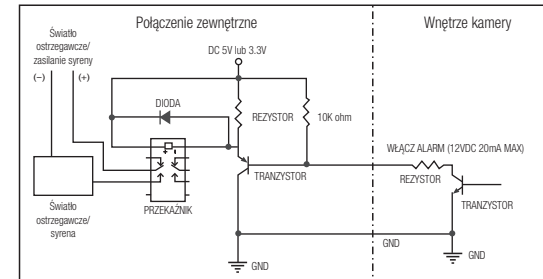 Połączenie zewnętrzne
Wnętrze kamery
Światło
ostrzegawcze/
zasilanie syreny
(−)
(+)
DC 5V lub 3.3V
DIODA
REZYSTOR
10K ohm
WŁĄCZ ALARM (12VDC 20mA MAX)
TRANZYSTOR
REZYSTOR
TRANZYSTOR
PRZEKAŹNIK
Światło
ostrzegawcze/
syrena
GND
GND
GND